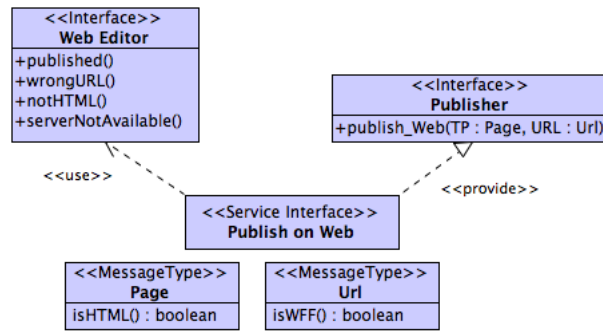 <<Interface>>
Web Editor
+published()
+wrongURL()
+notHTML()
+serverNotAvailable()
<<Interface>>
Publisher
+publish_Web(TP : Page, URL : Url)
<<use>>
<<provide>>
<<Service Interface>>
Publish on Web
<<MessageType>>
Page
isHTML() : boolean
<<MessageType>>
Url
isWFF() : boolean